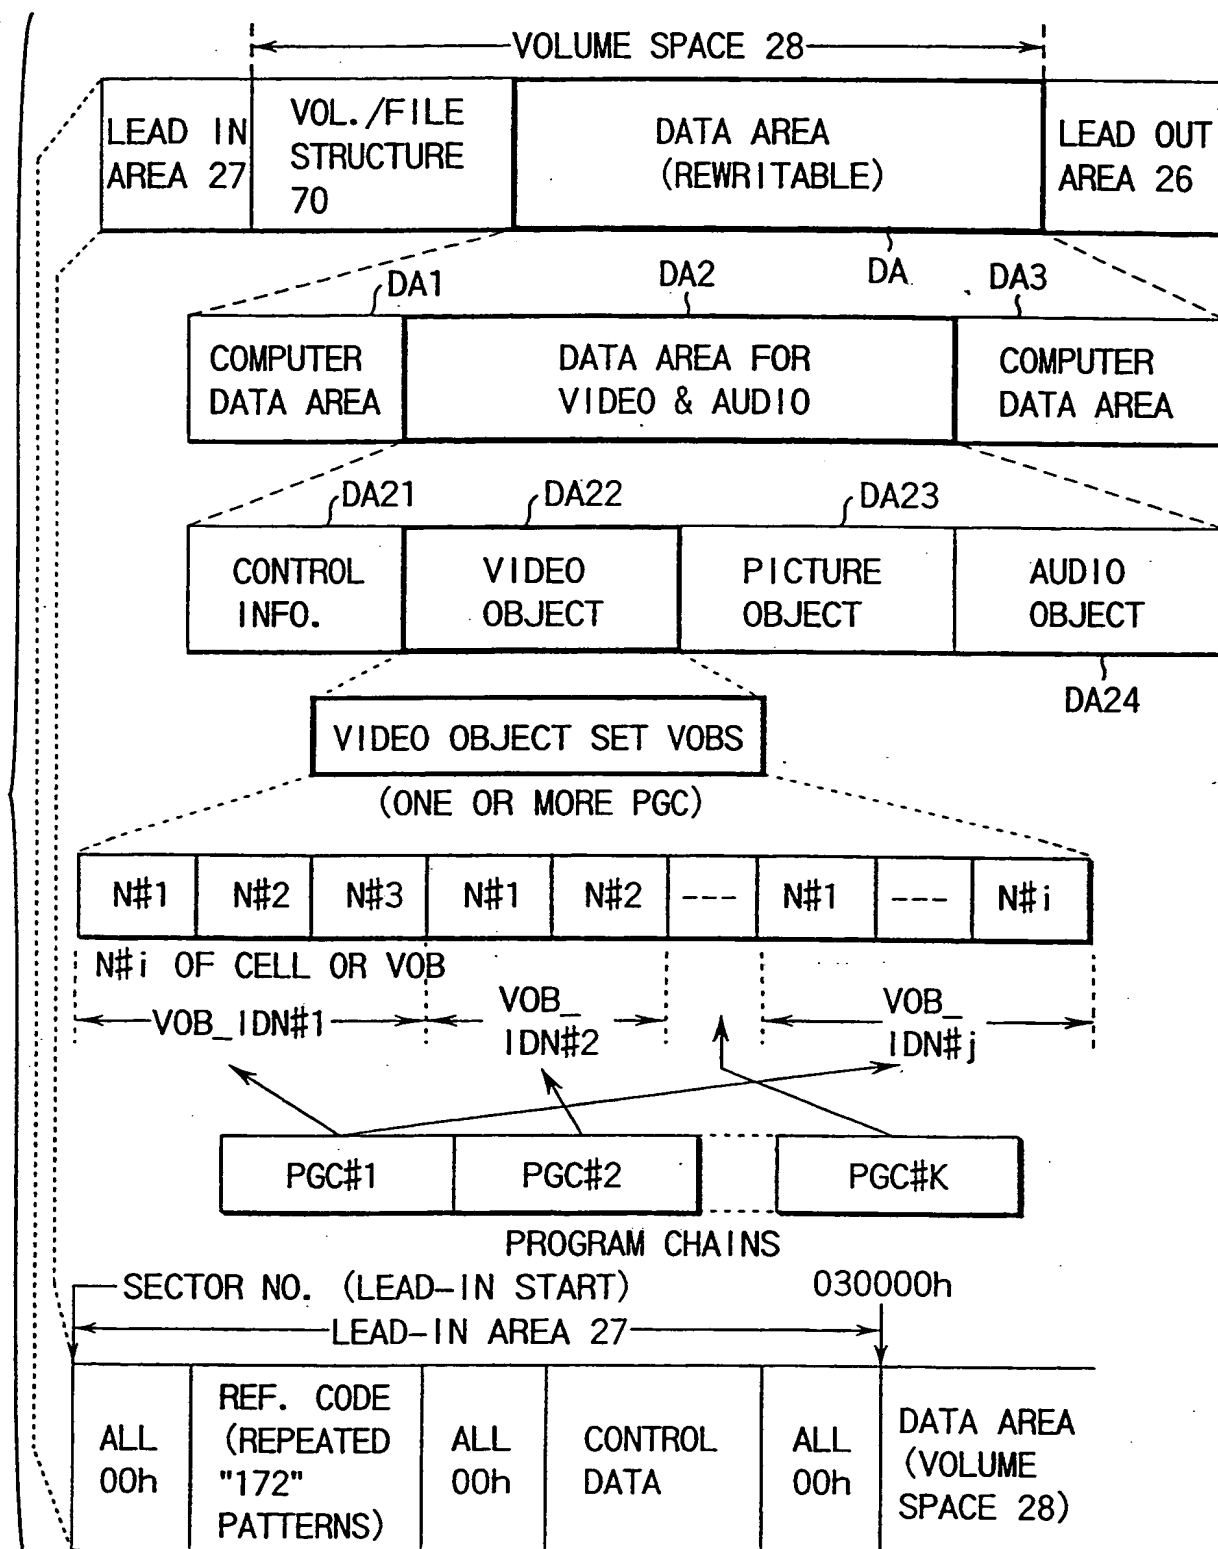 VOLUME SPACE 28
LEAD IN
AREA 27
VOL./FILE
STRUCTURE
70
DATA AREA
(REWRITABLE)
LEAD OUT
AREA 26
DA
DA1
DA2
DA3
COMPUTER
DATA AREA
DATA AREA FOR
VIDEO & AUDIO
COMPUTER
DATA AREA
DA21
DA22
DA23
CONTROL
INFO.
VIDEO
OBJECT
PICTURE
OBJECT
AUDIO
OBJECT
DA24
VIDEO OBJECT SET VOBS
(ONE OR MORE PGC)
N#1 N#2 N#3 N#1 N#2 --- N#1 --- N#i
N#i OF CELL OR VOB
VOB_IDN#1
VOB_
IDN#2
VOB_
IDN#j
PGC#1 PGC#2 PGC#K
PROGRAM CHAINS
SECTOR NO. (LEAD-IN START) 030000h
LEAD-IN AREA 27
ALL
00h
REF. CODE
(REPEATED
"172"
PATTERNS)
ALL
00h
CONTROL
DATA
ALL
00h
DATA AREA
(VOLUME
SPACE 28)